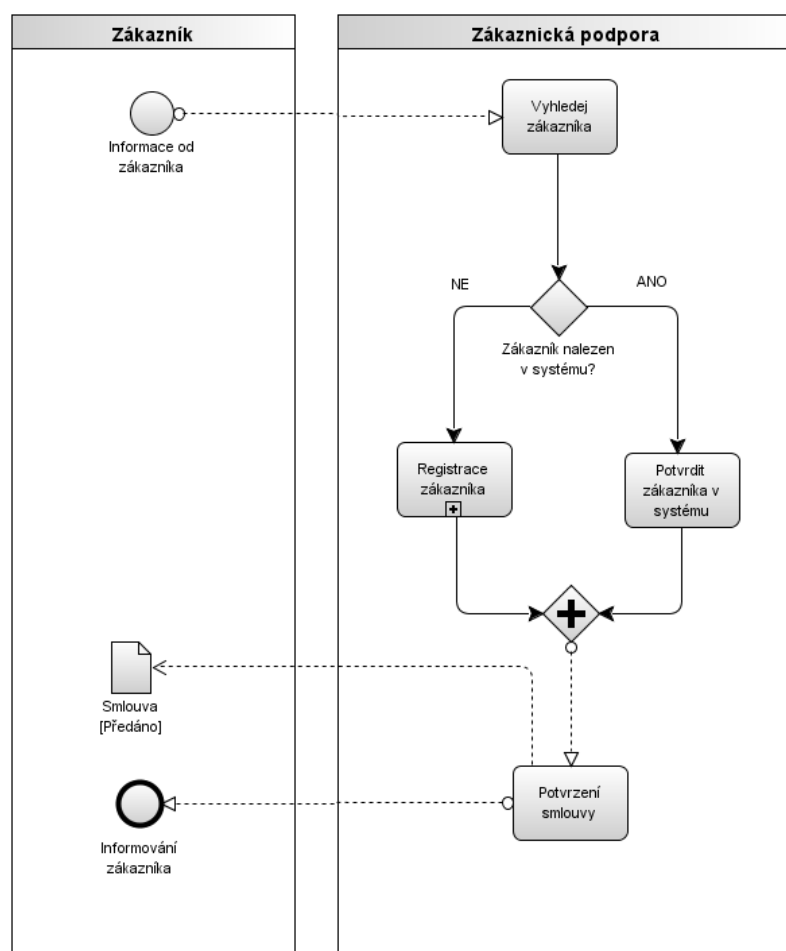 Zákazník
Zákaznická podpora
Vyhledej
zákazníka
Informace od
zákazníka
NE
ANO
Zákazník nalezen
v systému?
Registrace
zákazníka
Potvrdit
zákazníka v
systému
Smlouva
[Předáno]
Potvrzení
smlouvy
Informování
zákazníka